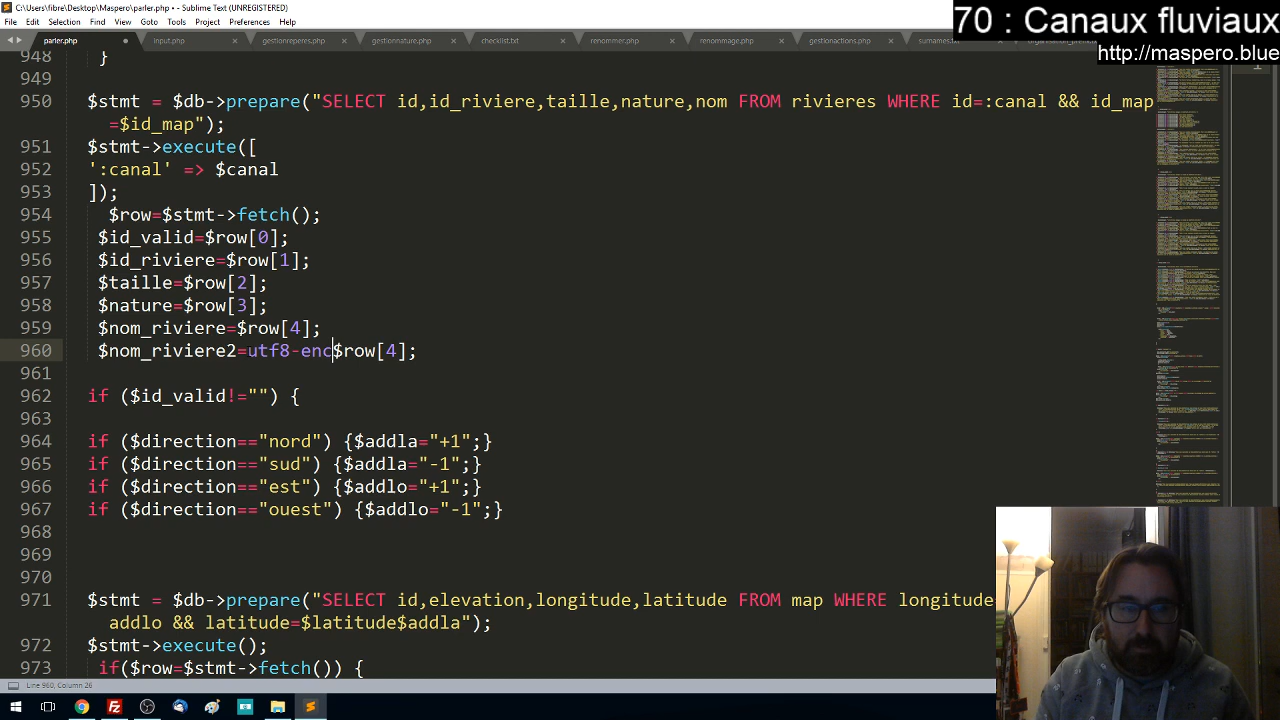 C:\Users\fibre\Desktop\Maspero\parler.php • - Sublime Text (UNREGISTERED)
70 : Canaux fluviaux
File Edit Selection Find View Goto Tools Project Preferences Help
http://maspero.blue
parler.php input.php gestionreperes.php gestionnature.php checklist.txt renommer.php renommage.php gestionactions.php surnames.txt
948 }
949
950 $stmt = $db->prepare("SELECT id,id_riviere,taille,nature,nom FROM rivieres WHERE id=:canal && id_map
=$id_map");
951 $stmt->execute([
952 ':canal' => $canal
953 ]);
954 $row=$stmt->fetch();
955 $id_valid=$row[0];
956 $id_riviere=$row[1];
957 $taille=$row[2];
958 $nature=$row[3];
959 $nom_riviere=$row[4];
960 $nom_riviere2=utf8-enc$row[4];
961
962 if ($id_valid!="") {
963
964 if ($direction=="nord") {$addla="+1";}
965 if ($direction=="sud") {$addla="-1";}
966 if ($direction=="est") {$addlo="+1";}
967 if ($direction=="ouest") {$addlo="-1";}
968
969
970
971 $stmt = $db->prepare("SELECT id,elevation,longitude,latitude FROM map WHERE longitude
addlo && latitude=$latitude$addla");
972 $stmt->execute();
973 if($row=$stmt->fetch()) {
Line 960, Column 26